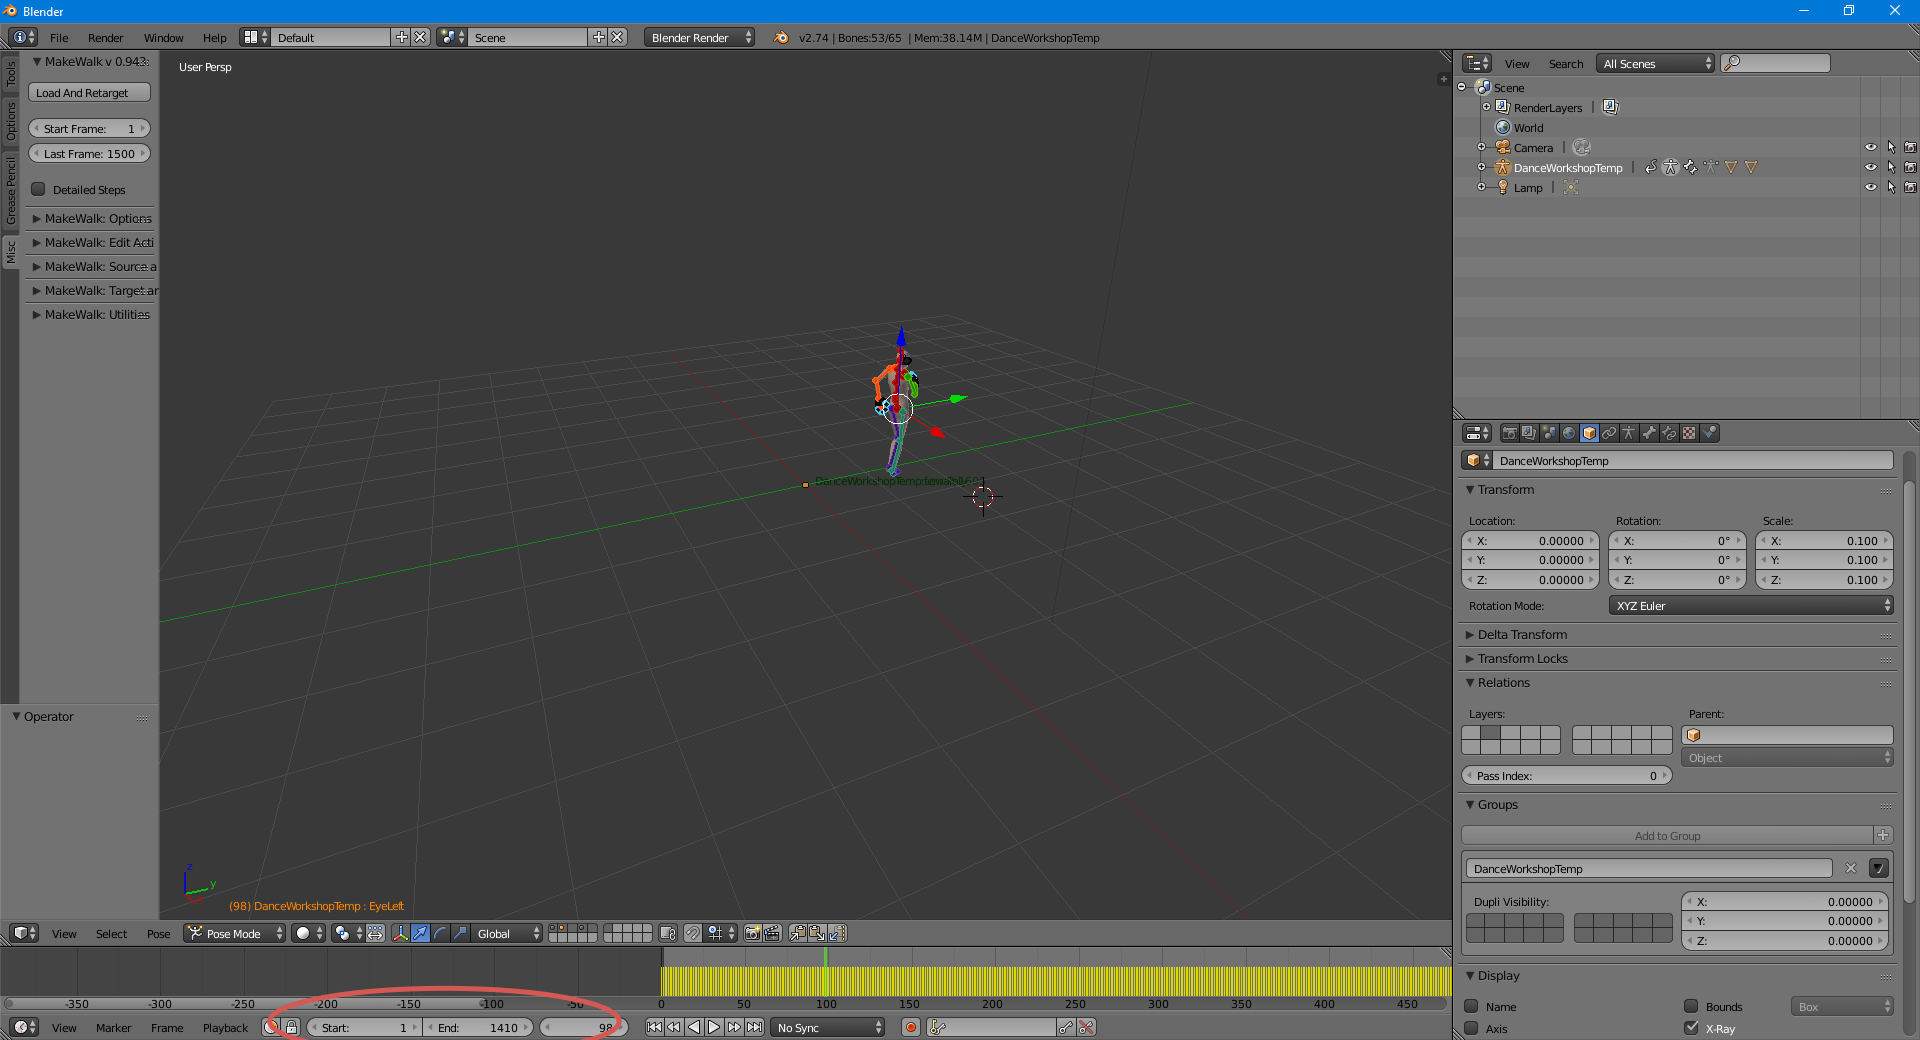 Blender
File Render Window Help Default Scene Blender Render v2.74 | Bones:53/65 | Mem:38.14M | DanceWorkshopTemp
Tools
Options
Grease Pencil
Misc
MakeWalk v 0.943
Load And Retarget
Start Frame: 1
Last Frame: 1500
Detailed Steps
MakeWalk: Options
MakeWalk: Edit Acti
MakeWalk: Source a
MakeWalk: Target ar
MakeWalk: Utilities
Operator
User Persp
z
y
(98) DanceWorkshopTemp : EyeLeft
View Select Pose Pose Mode Global
-350 -300 -250 -200 -150 -100 -50 0 50 100 150 200 250 300 350 400 450
View Marker Frame Playback Start: 1 End: 1410 98 No Sync
View Search All Scenes
Scene
RenderLayers
World
Camera
DanceWorkshopTemp
Lamp
DanceWorkshopTemp
Transform
Location: Rotation: Scale:
X: 0.00000 X: 0° X: 0.100
Y: 0.00000 Y: 0° Y: 0.100
Z: 0.00000 Z: 0° Z: 0.100
Rotation Mode: XYZ Euler
Delta Transform
Transform Locks
Relations
Layers: Parent:
Object
Pass Index: 0
Groups
Add to Group
DanceWorkshopTemp
Dupli Visibility:
X: 0.00000
Y: 0.00000
Z: 0.00000
Display
Name Bounds Box
Axis X-Ray